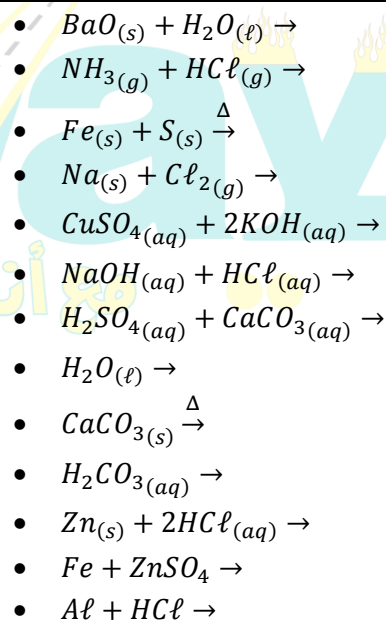 • BaO₍ₛ₎ + H₂O₍ℓ₎ →
• NH₃(g) + HCℓ(g) →
• Fe(s) + S(s) →Δ
• Na(s) + Cℓ₂(g) →
• CuSO₄(aq) + 2KOH(aq) →
• NaOH(aq) + HCℓ(aq) →
• H₂SO₄(aq) + CaCO₃(aq) →
• H₂O(ℓ) →
• CaCO₃(s) →Δ
• H₂CO₃(aq) →
• Zn(s) + 2HCℓ(aq) →
• Fe + ZnSO₄ →
• Aℓ + HCℓ →